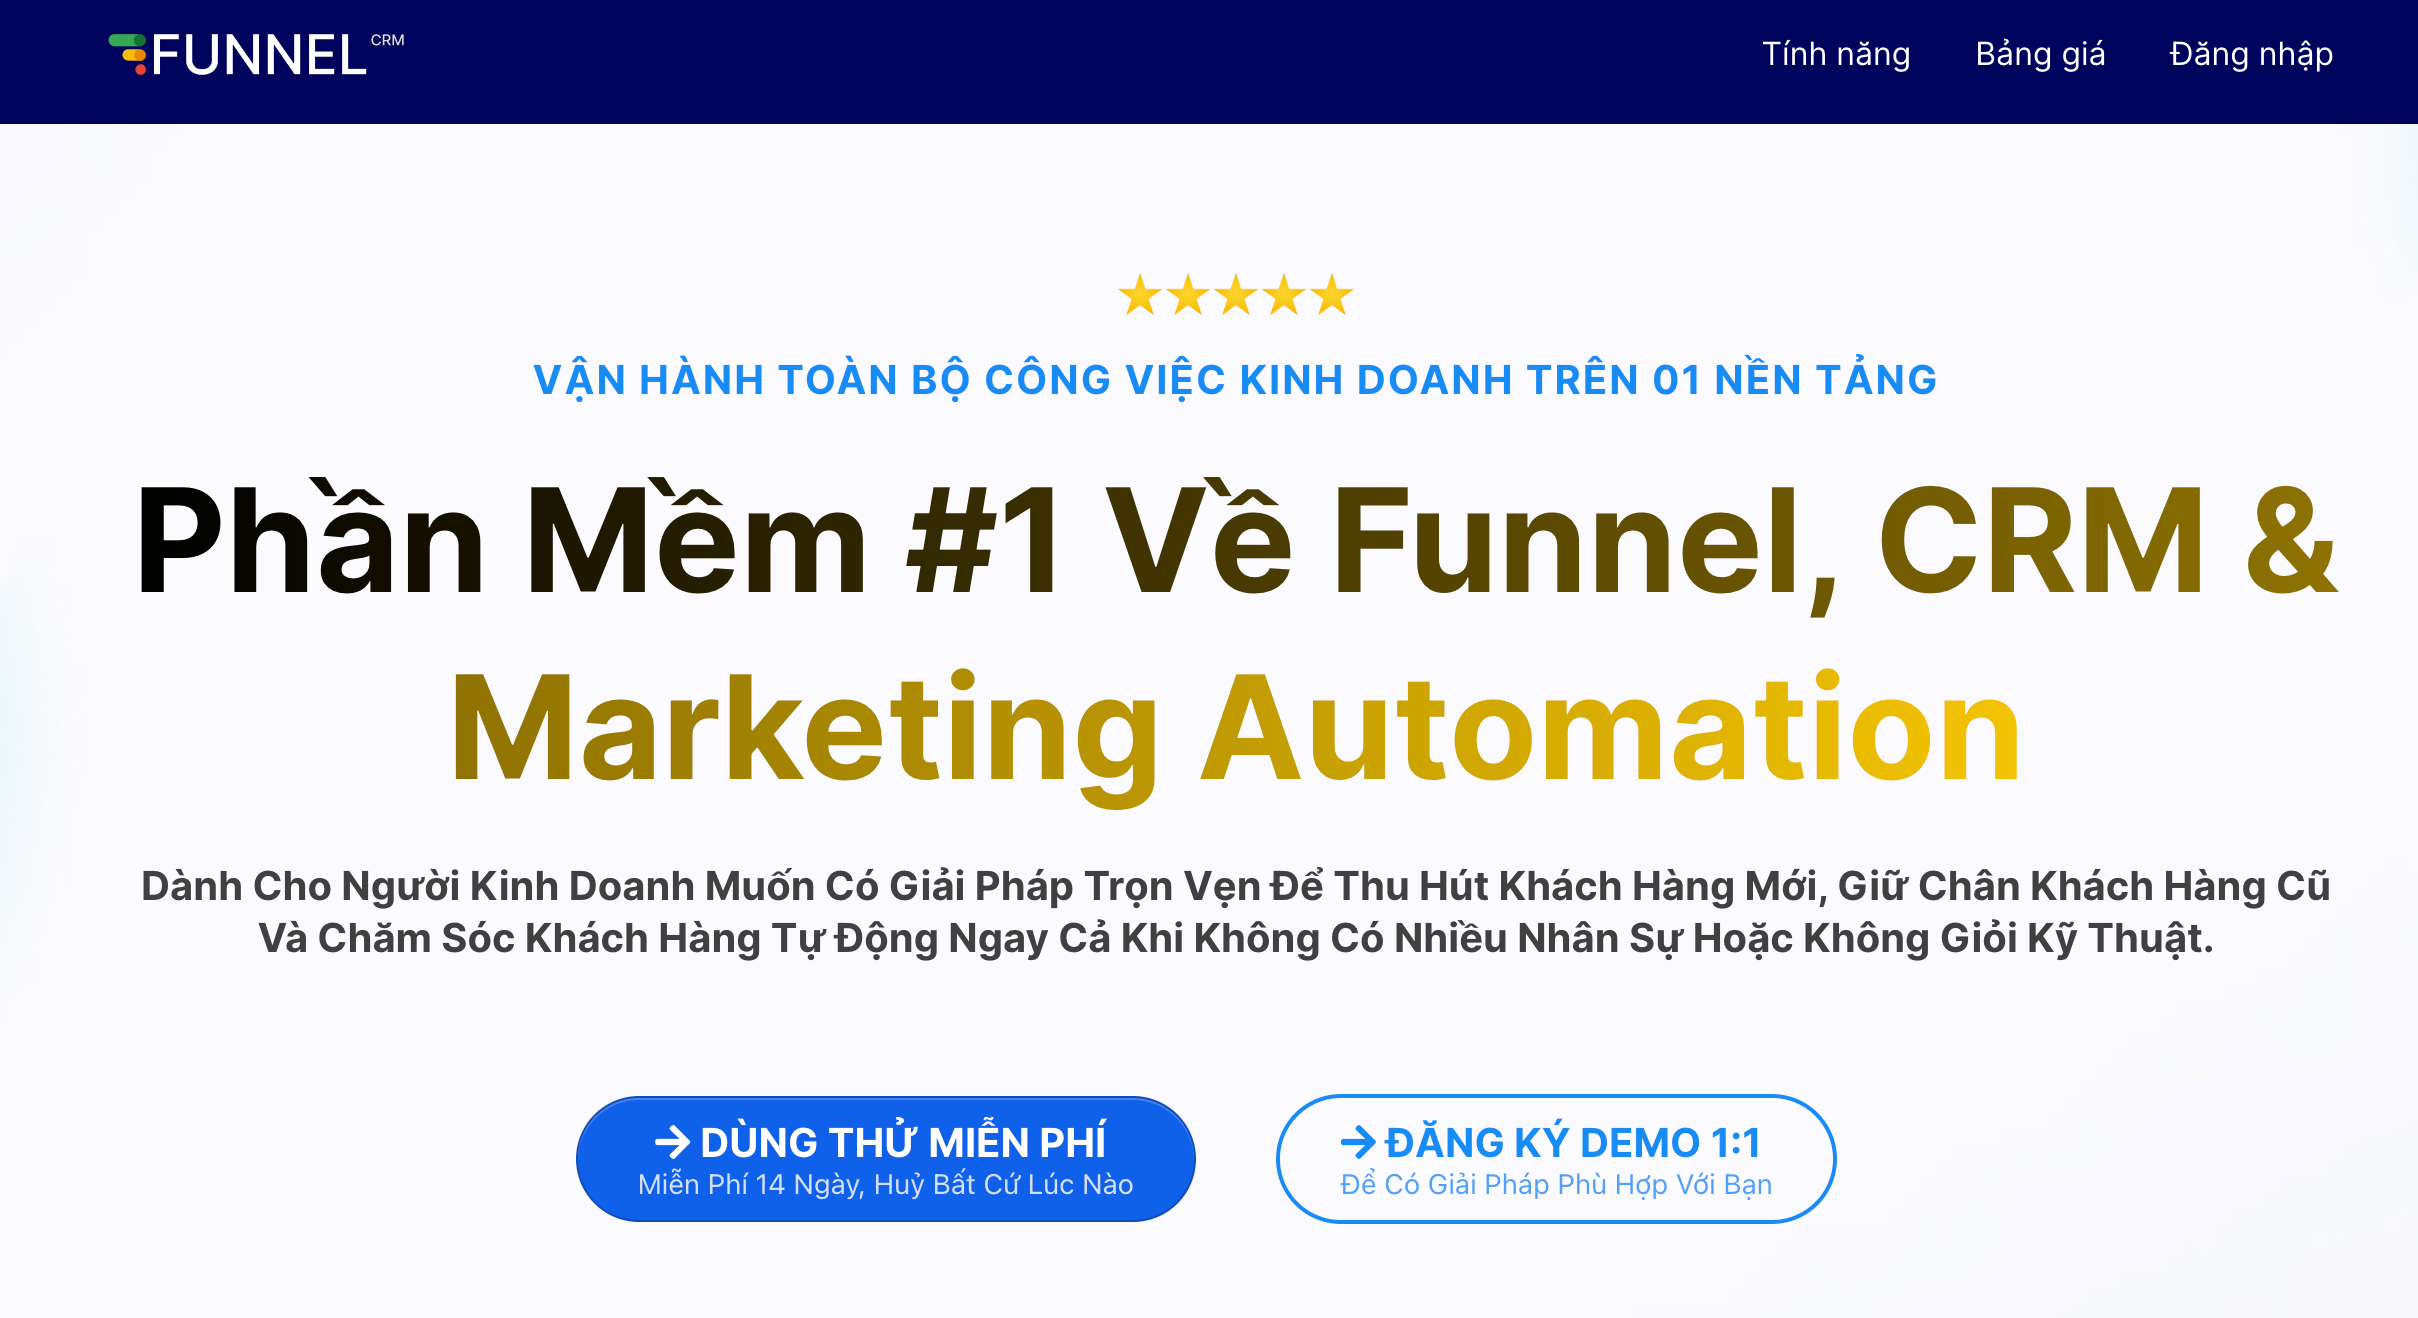 FUNNEL CRM
Tính năng
Bảng giá
Đăng nhập
VẬN HÀNH TOÀN BỘ CÔNG VIỆC KINH DOANH TRÊN 01 NỀN TẢNG
Phần Mềm #1 Về Funnel, CRM &
Marketing Automation
Dành Cho Người Kinh Doanh Muốn Có Giải Pháp Trọn Vẹn Để Thu Hút Khách Hàng Mới, Giữ Chân Khách Hàng Cũ
Và Chăm Sóc Khách Hàng Tự Động Ngay Cả Khi Không Có Nhiều Nhân Sự Hoặc Không Giỏi Kỹ Thuật.
DÙNG THỬ MIỄN PHÍ
Miễn Phí 14 Ngày, Huỷ Bất Cứ Lúc Nào
ĐĂNG KÝ DEMO 1:1
Để Có Giải Pháp Phù Hợp Với Bạn